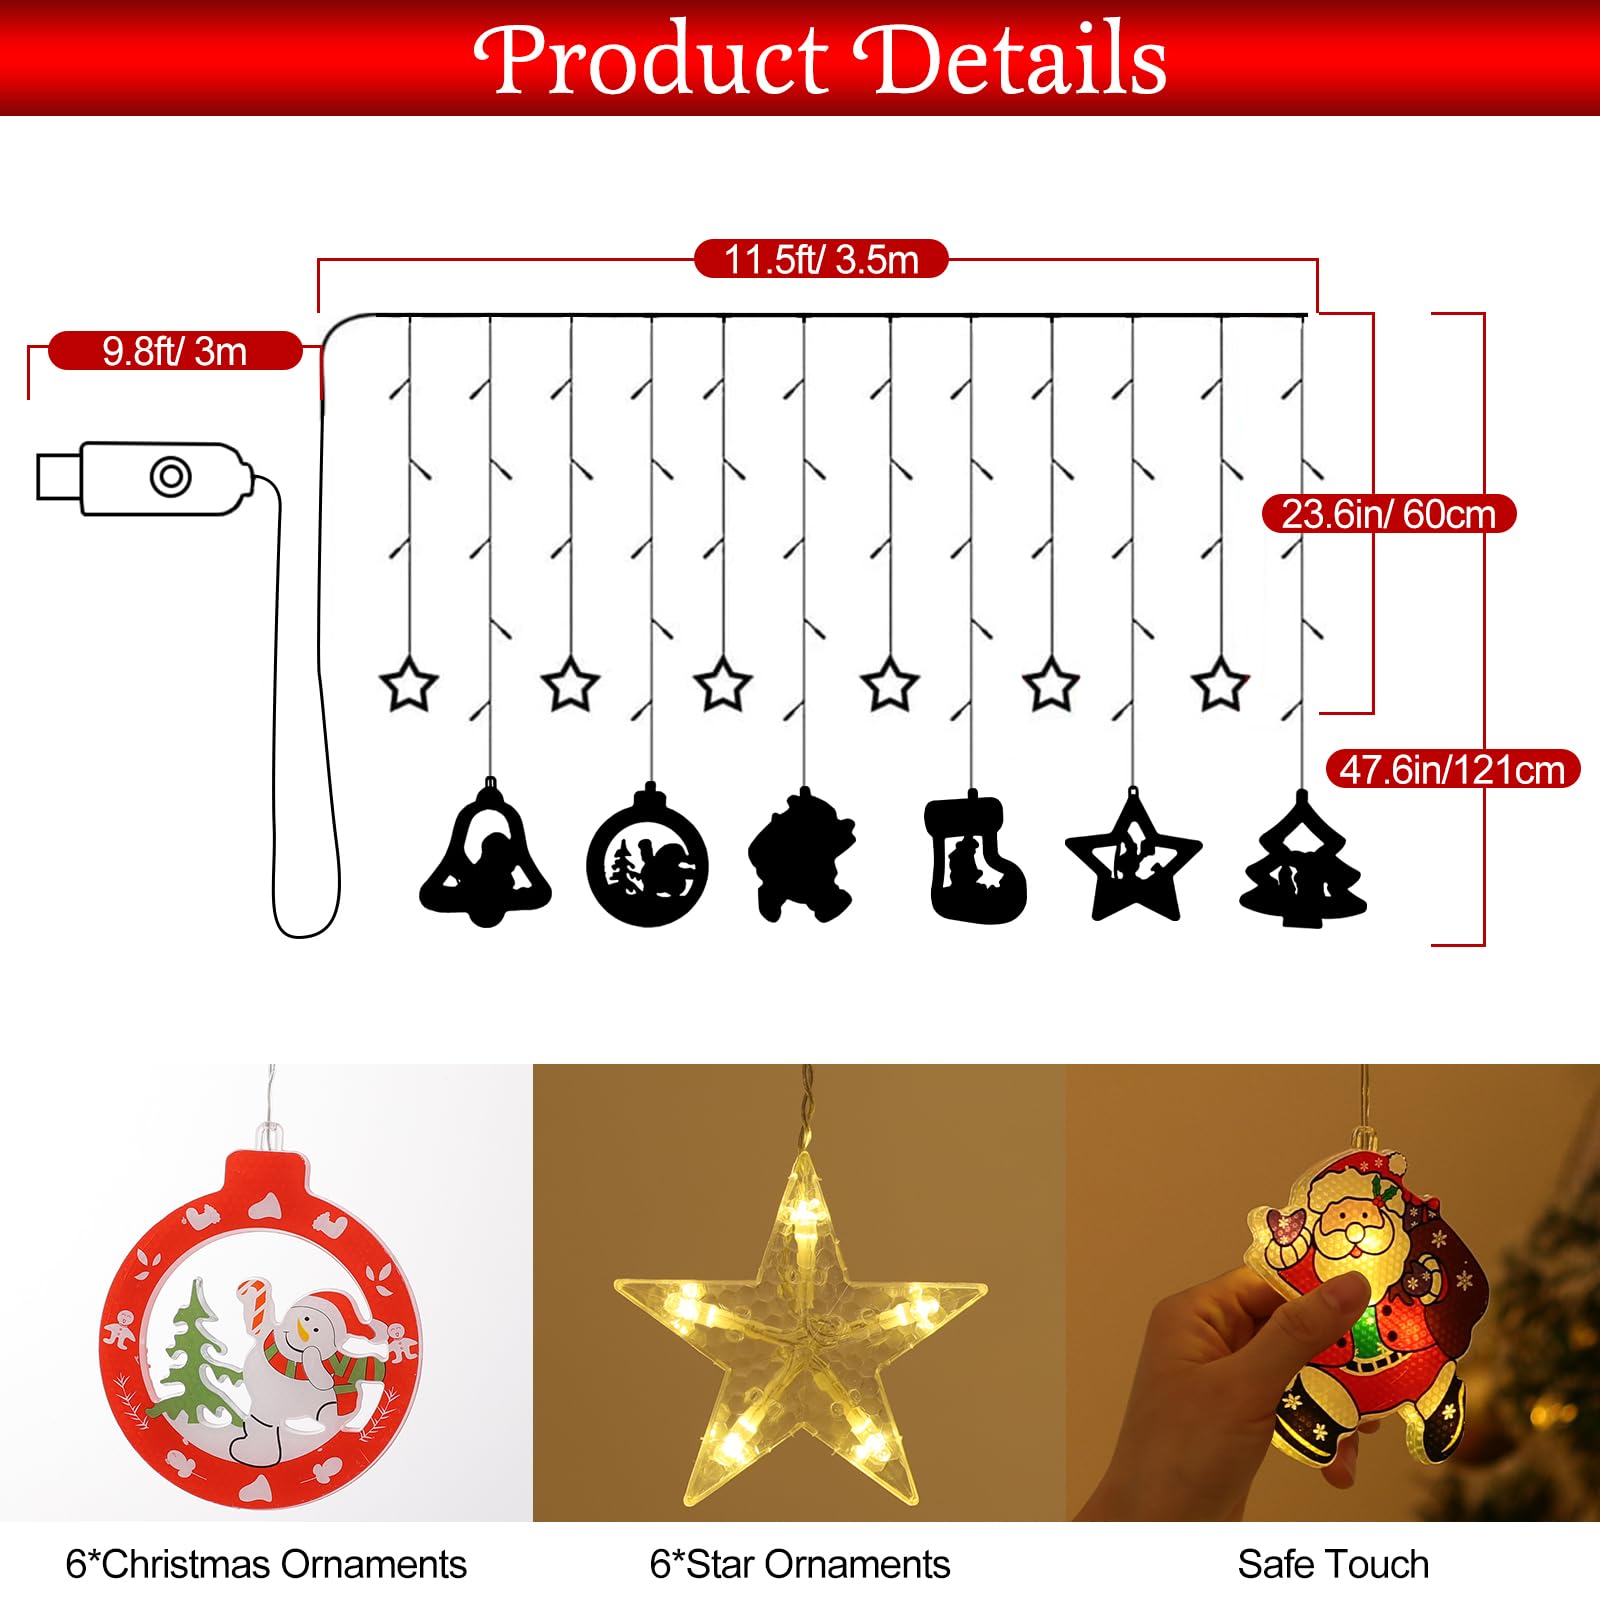 Product Details
11.5ft/ 3.5m
9.8ft/ 3m
23.6in/ 60cm
47.6in/121cm
6*Christmas Ornaments
6*Star Ornaments
Safe Touch